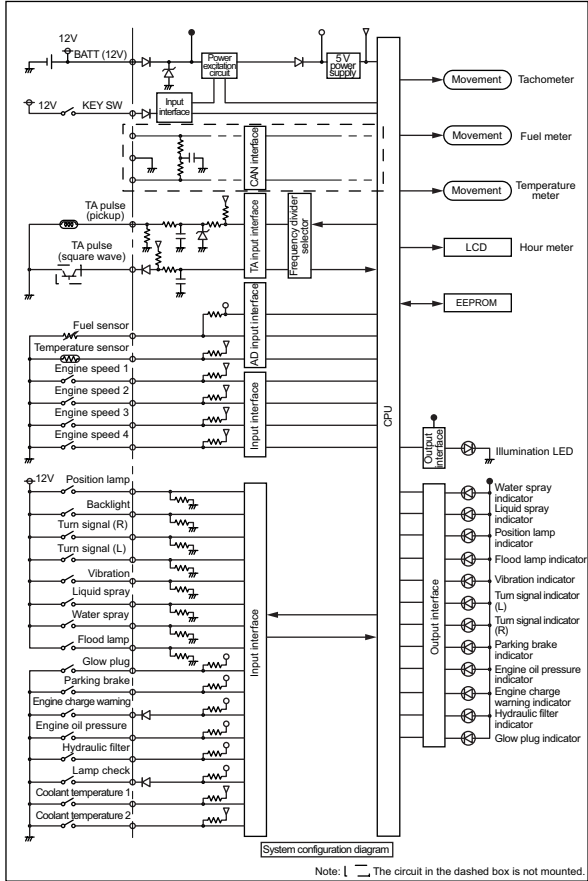 12V
BATT (12V)
Power
excitation
circuit
5 V
power
supply
12V
KEY SW
Input
interface
CAN interface
TA pulse
(pickup)
TA pulse
(square wave)
TA input interface
Frequency divider
selector
Fuel sensor
Temperature sensor
AD input interface
Engine speed 1
Engine speed 2
Engine speed 3
Engine speed 4
Input interface
12V
Position lamp
Backlight
Turn signal (R)
Turn signal (L)
Vibration
Liquid spray
Water spray
Flood lamp
Glow plug
Parking brake
Engine charge warning
Engine oil pressure
Hydraulic filter
Lamp check
Coolant temperature 1
Coolant temperature 2
Input interface
CPU
Movement Tachometer
Movement Fuel meter
Movement Temperature
meter
LCD Hour meter
EEPROM
Output
interface
Illumination LED
Output interface
Water spray
indicator
Liquid spray
indicator
Position lamp
indicator
Flood lamp indicator
Vibration indicator
Turn signal indicator
(L)
Turn signal indicator
(R)
Parking brake
indicator
Engine oil pressure
indicator
Engine charge
warning indicator
Hydraulic filter
indicator
Glow plug indicator
System configuration diagram
Note: The circuit in the dashed box is not mounted